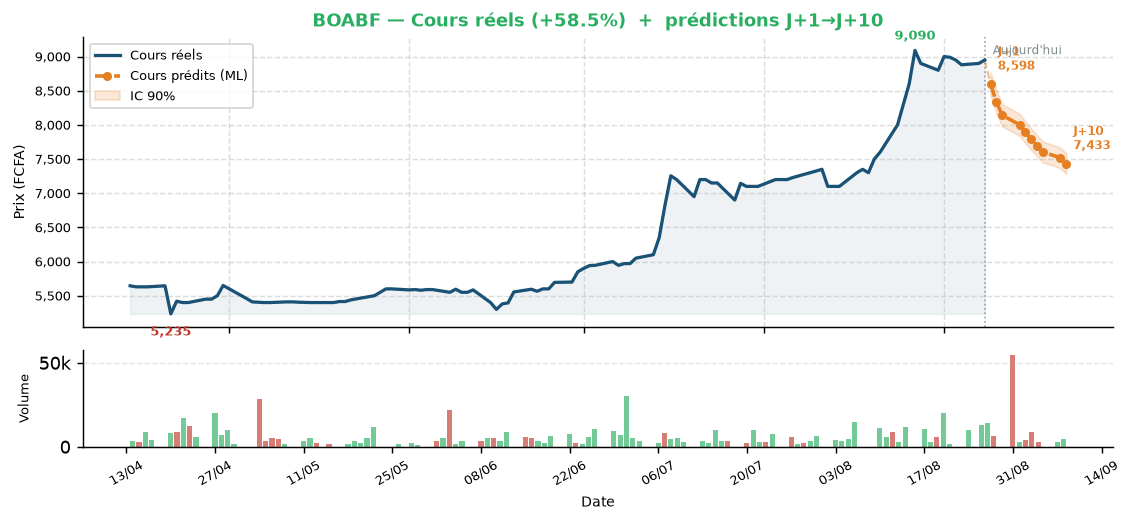 BOABF — Cours réels (+58.5%)  +  prédictions J+1→J+10
9,090
Aujourd'hui
J+1
8,598
Cours réels
Cours prédits (ML)
IC 90%
J+10
7,433
5,235
Prix (FCFA)
9,000
8,500
8,000
7,500
7,000
6,500
6,000
5,500
Volume
50k
0
13/04
27/04
11/05
25/05
08/06
22/06
06/07
20/07
03/08
17/08
31/08
14/09
Date